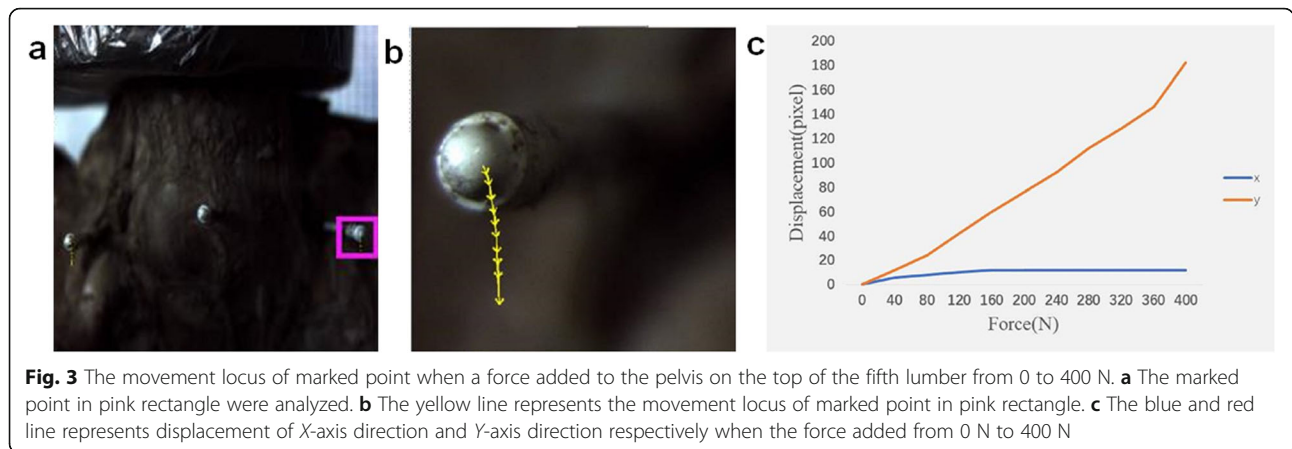 a
b
c
200
180
160
140
120
100
80
60
40
20
0
Displacement(pixel)
0 40 80 120 160 200 240 280 320 360 400
Force(N)
x
y
Fig. 3 The movement locus of marked point when a force added to the pelvis on the top of the fifth lumber from 0 to 400 N. a The marked
point in pink rectangle were analyzed. b The yellow line represents the movement locus of marked point in pink rectangle. c The blue and red
line represents displacement of X-axis direction and Y-axis direction respectively when the force added from 0 N to 400 N